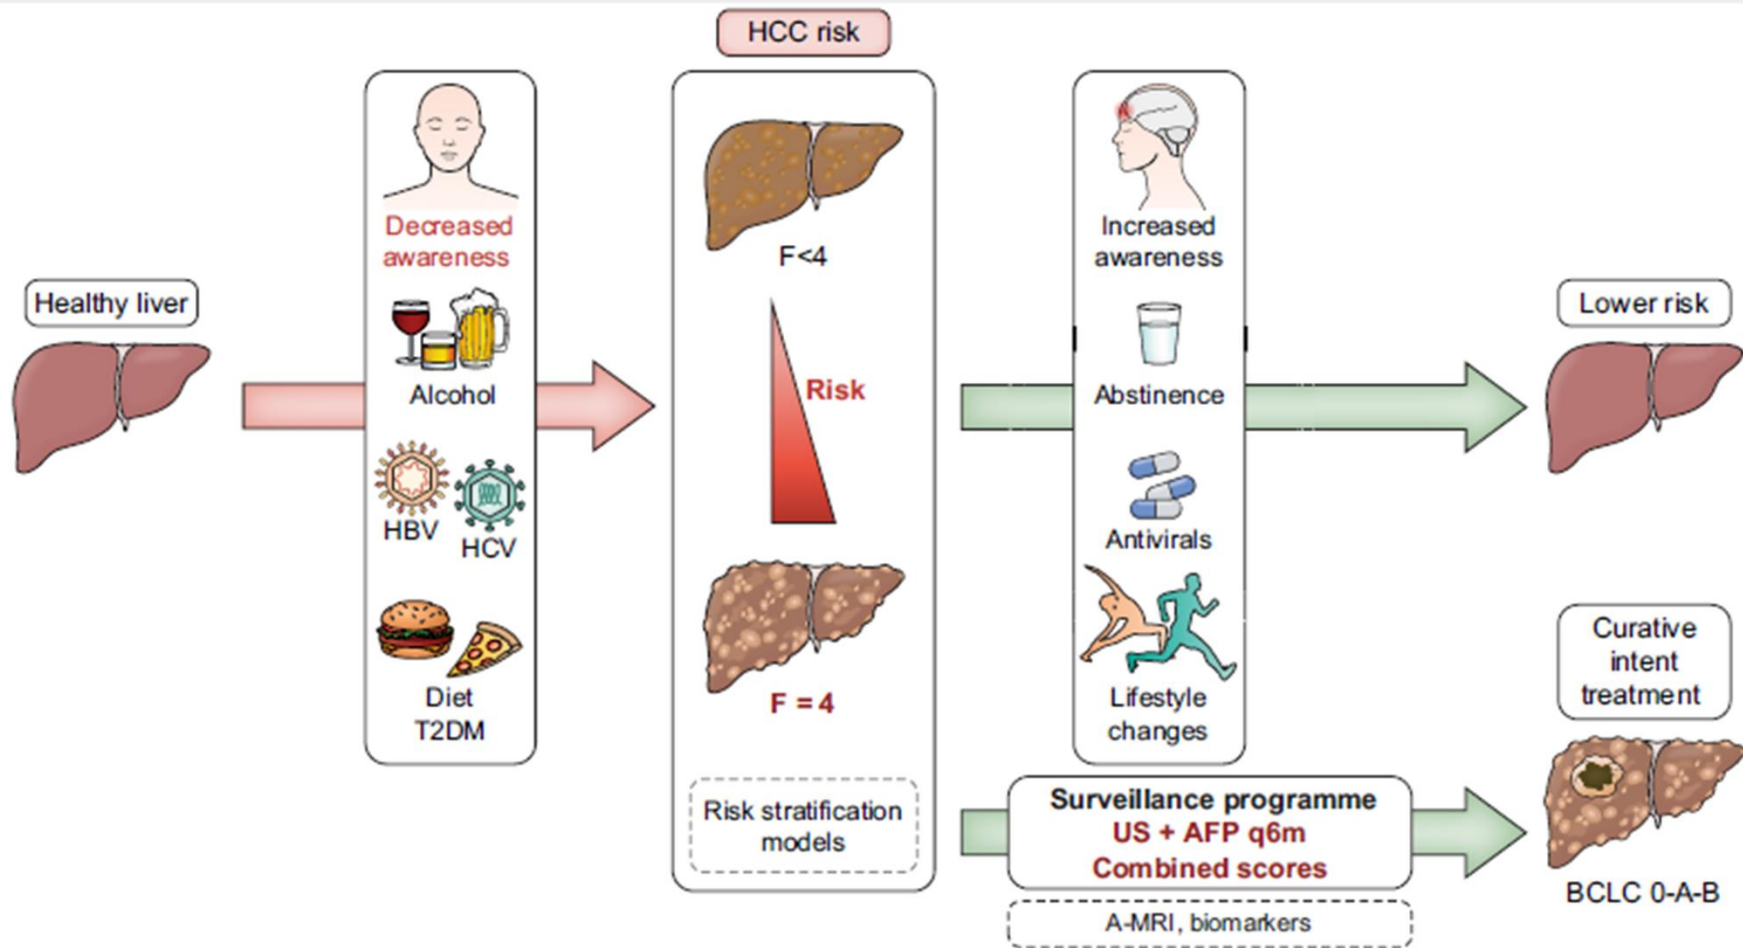 HCC risk
Healthy liver
Decreased
awareness
Alcohol
HBV
HCV
Diet
T2DM
F<4
Risk
F = 4
Risk stratification
models
Increased
awareness
Abstinence
Antivirals
Lifestyle
changes
Surveillance programme
US + AFP q6m
Combined scores
A-MRI, biomarkers
Lower risk
Curative
intent
treatment
BCLC 0-A-B